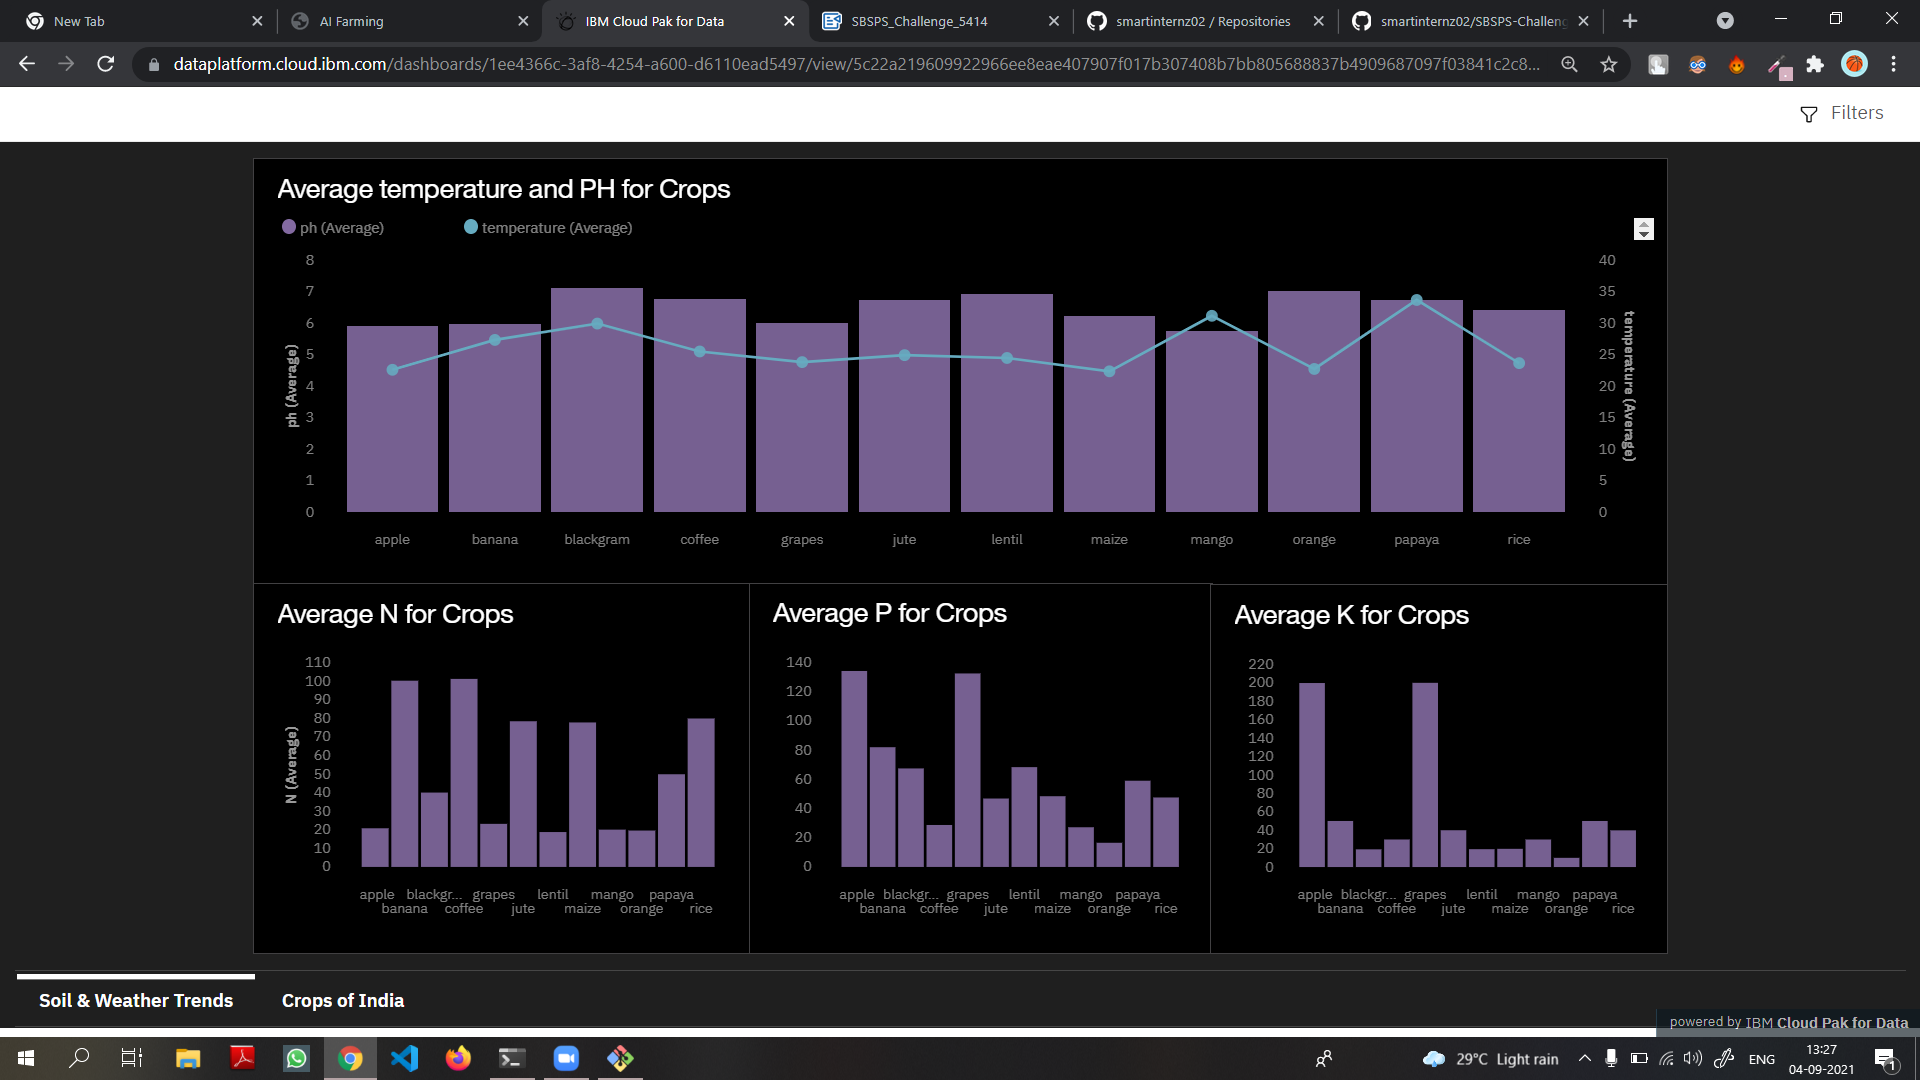 New Tab
AI Farming
IBM Cloud Pak for Data
SBSPS_Challenge_5414
smartinternz02 / Repositories
smartinternz02/SBSPS-Challeng
dataplatform.cloud.ibm.com/dashboards/1ee4366c-3af8-4254-a600-d6110ead5497/view/5c22a219609922966ee8eae407907f017b307408b7bb805688837b4909687097f03841c2c8...
Filters
Average temperature and PH for Crops
ph (Average)
temperature (Average)
8
7
6
5
4
3
2
1
0
ph (Average)
40
35
30
25
20
15
10
5
0
temperature (Average)
apple banana blackgram coffee grapes jute lentil maize mango orange papaya rice
Average N for Crops
110
100
90
80
70
60
50
40
30
20
10
0
N (Average)
apple blackgr... grapes lentil mango papaya
banana coffee jute maize orange rice
Average P for Crops
140
120
100
80
60
40
20
0
apple blackgr... grapes lentil mango papaya
banana coffee jute maize orange rice
Average K for Crops
220
200
180
160
140
120
100
80
60
40
20
0
apple blackgr... grapes lentil mango papaya
banana coffee jute maize orange rice
Soil & Weather Trends
Crops of India
powered by IBM Cloud Pak for Data
29°C Light rain
ENG
13:27
04-09-2021
1